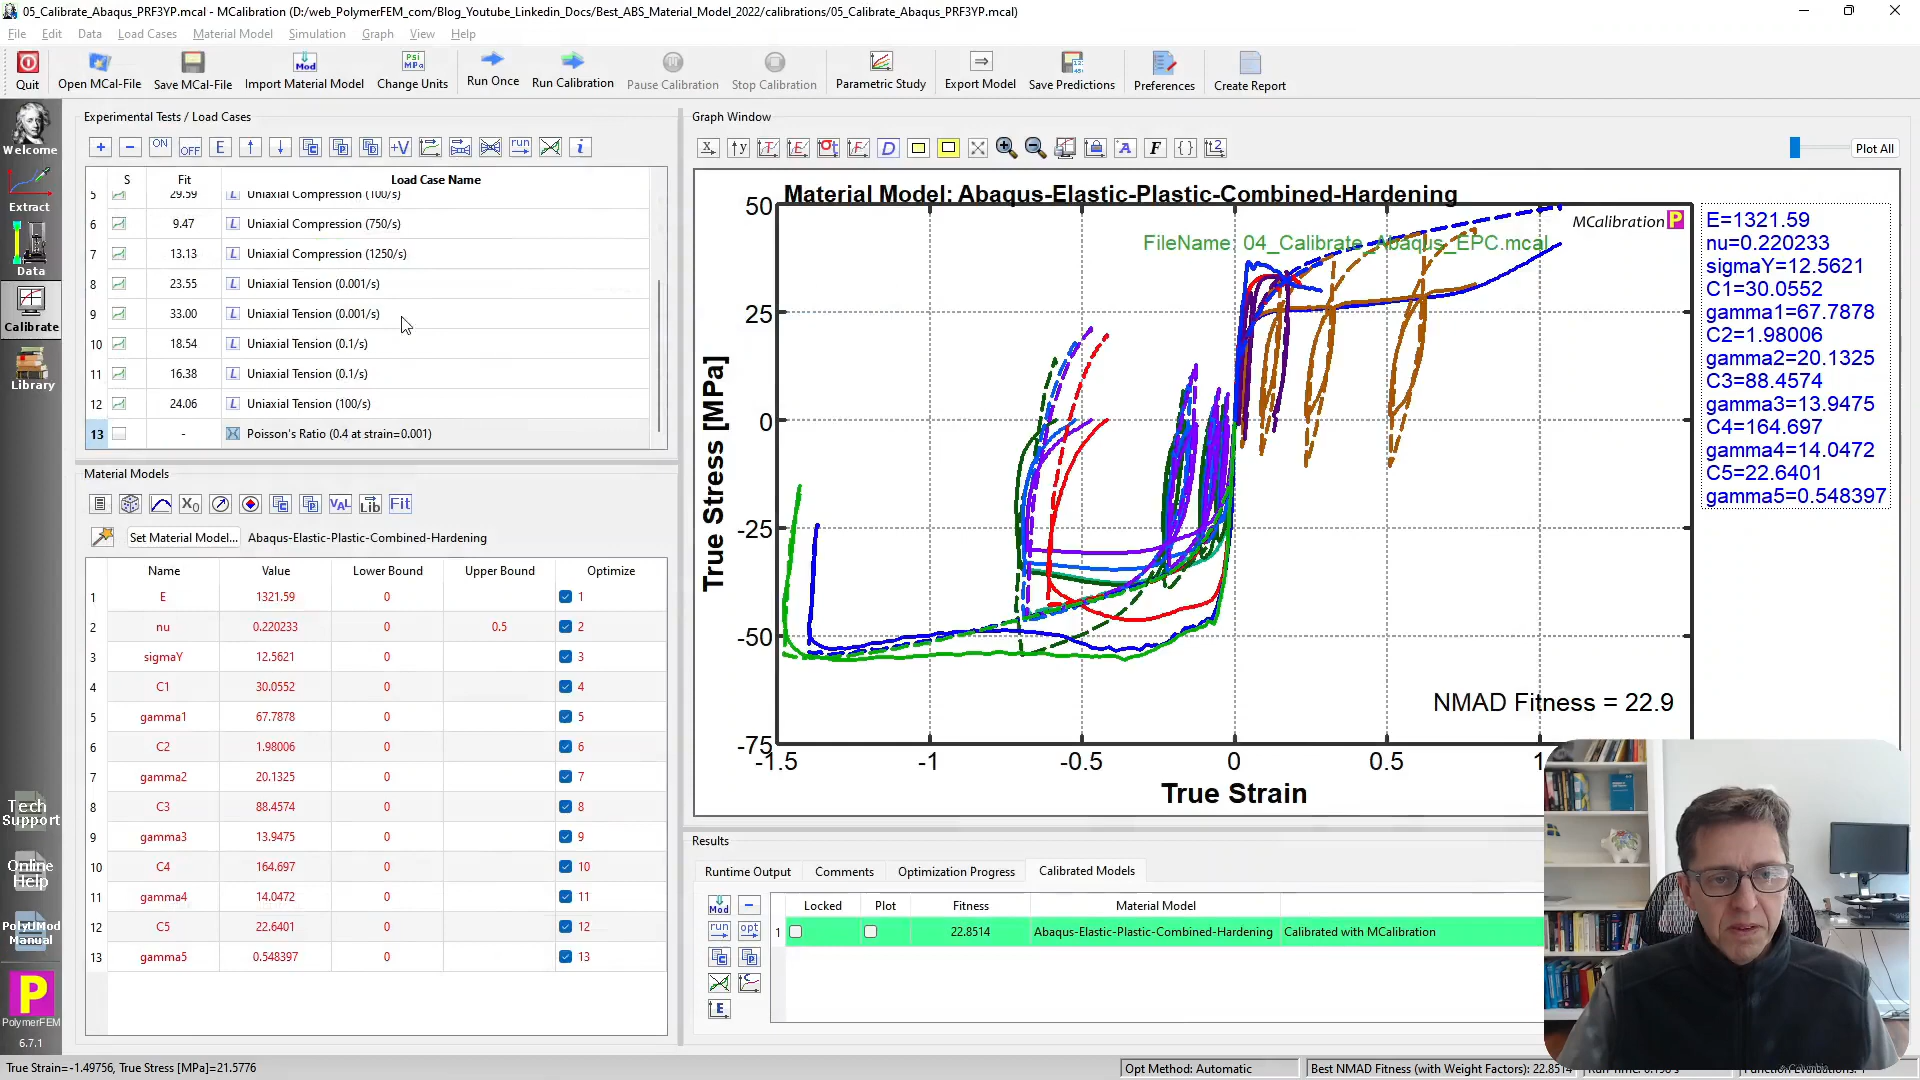 05_Calibrate_Abaqus_PRF3YP.mcal - MCalibration (D:/web_PolymerFEM_com/Blog_Youtube_Linkedin_Docs/Best_ABS_Material_Model_2022/calibrations/05_Calibrate_Abaqus_PRF3YP.mcal)
File Edit Data Load Cases Material Model Simulation Graph View Help
Quit Open MCal-File Save MCal-File Import Material Model Change Units Run Once Run Calibration Pause Calibration Stop Calibration Parametric Study Export Model Save Predictions Preferences Create Report
Welcome
Extract
Data
Calibrate
Library
Tech Support
Online Help
PolyUMod Manual
PolymerFEM
6.7.1
Experimental Tests / Load Cases
ON OFF E +V run i
S Fit Load Case Name
5 29.59 L Uniaxial Compression (100/s)
6 9.47 L Uniaxial Compression (750/s)
7 13.13 L Uniaxial Compression (1250/s)
8 23.55 L Uniaxial Tension (0.001/s)
9 33.00 L Uniaxial Tension (0.001/s)
10 18.54 L Uniaxial Tension (0.1/s)
11 16.38 L Uniaxial Tension (0.1/s)
12 24.06 L Uniaxial Tension (100/s)
13 - Poisson's Ratio (0.4 at strain=0.001)
Material Models
X0 VAL Lib Fit
Set Material Model... Abaqus-Elastic-Plastic-Combined-Hardening
Name Value Lower Bound Upper Bound Optimize
1 E 1321.59 0 1
2 nu 0.220233 0 0.5 2
3 sigmaY 12.5621 0 3
4 C1 30.0552 0 4
5 gamma1 67.7878 0 5
6 C2 1.98006 0 6
7 gamma2 20.1325 0 7
8 C3 88.4574 0 8
9 gamma3 13.9475 0 9
10 C4 164.697 0 10
11 gamma4 14.0472 0 11
12 C5 22.6401 0 12
13 gamma5 0.548397 0 13
Graph Window
Plot All
Material Model: Abaqus-Elastic-Plastic-Combined-Hardening
MCalibration P
FileName: 04_Calibrate_Abaqus_EPC.mcal
50
25
0
-25
-50
-75
True Stress [MPa]
-1.5 -1 -0.5 0 0.5
True Strain
NMAD Fitness = 22.9
E=1321.59
nu=0.220233
sigmaY=12.5621
C1=30.0552
gamma1=67.7878
C2=1.98006
gamma2=20.1325
C3=88.4574
gamma3=13.9475
C4=164.697
gamma4=14.0472
C5=22.6401
gamma5=0.548397
Results
Runtime Output Comments Optimization Progress Calibrated Models
Mod run opt E
Locked Plot Fitness Material Model
1 22.8514 Abaqus-Elastic-Plastic-Combined-Hardening Calibrated with MCalibration
True Strain=-1.49756, True Stress [MPa]=21.5776
Opt Method: Automatic
Best NMAD Fitness (with Weight Factors): 22.8514